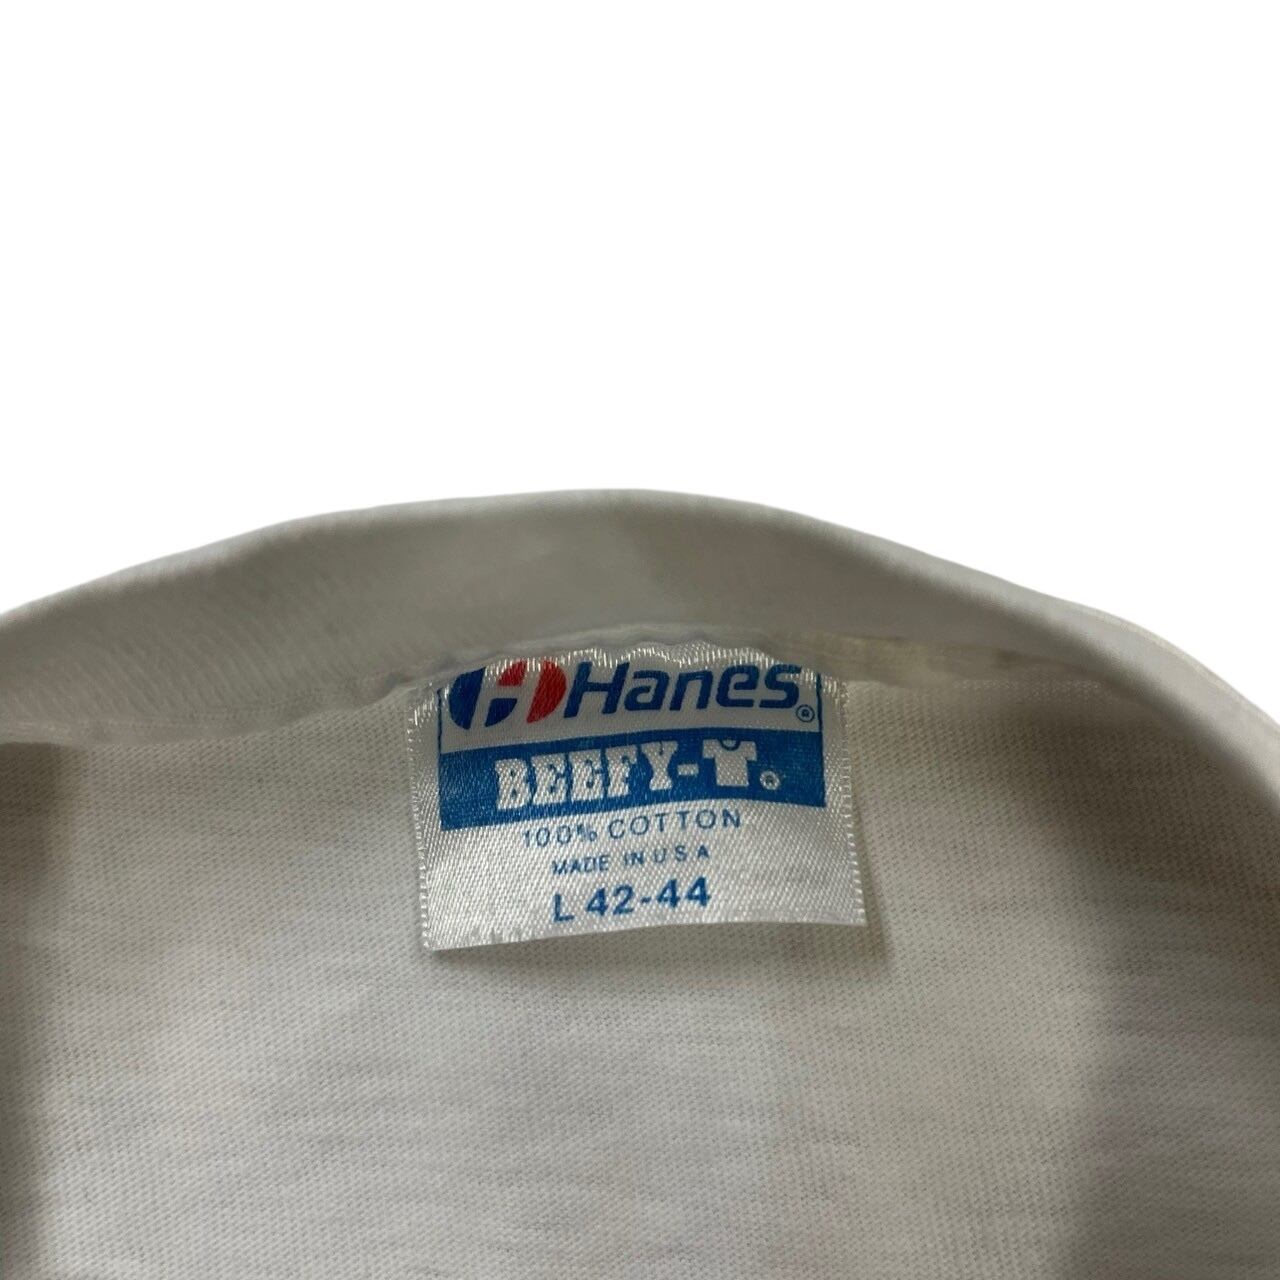 Hanes®
BEEFY-T®
100% COTTON
MADE IN U S A
L 42-44